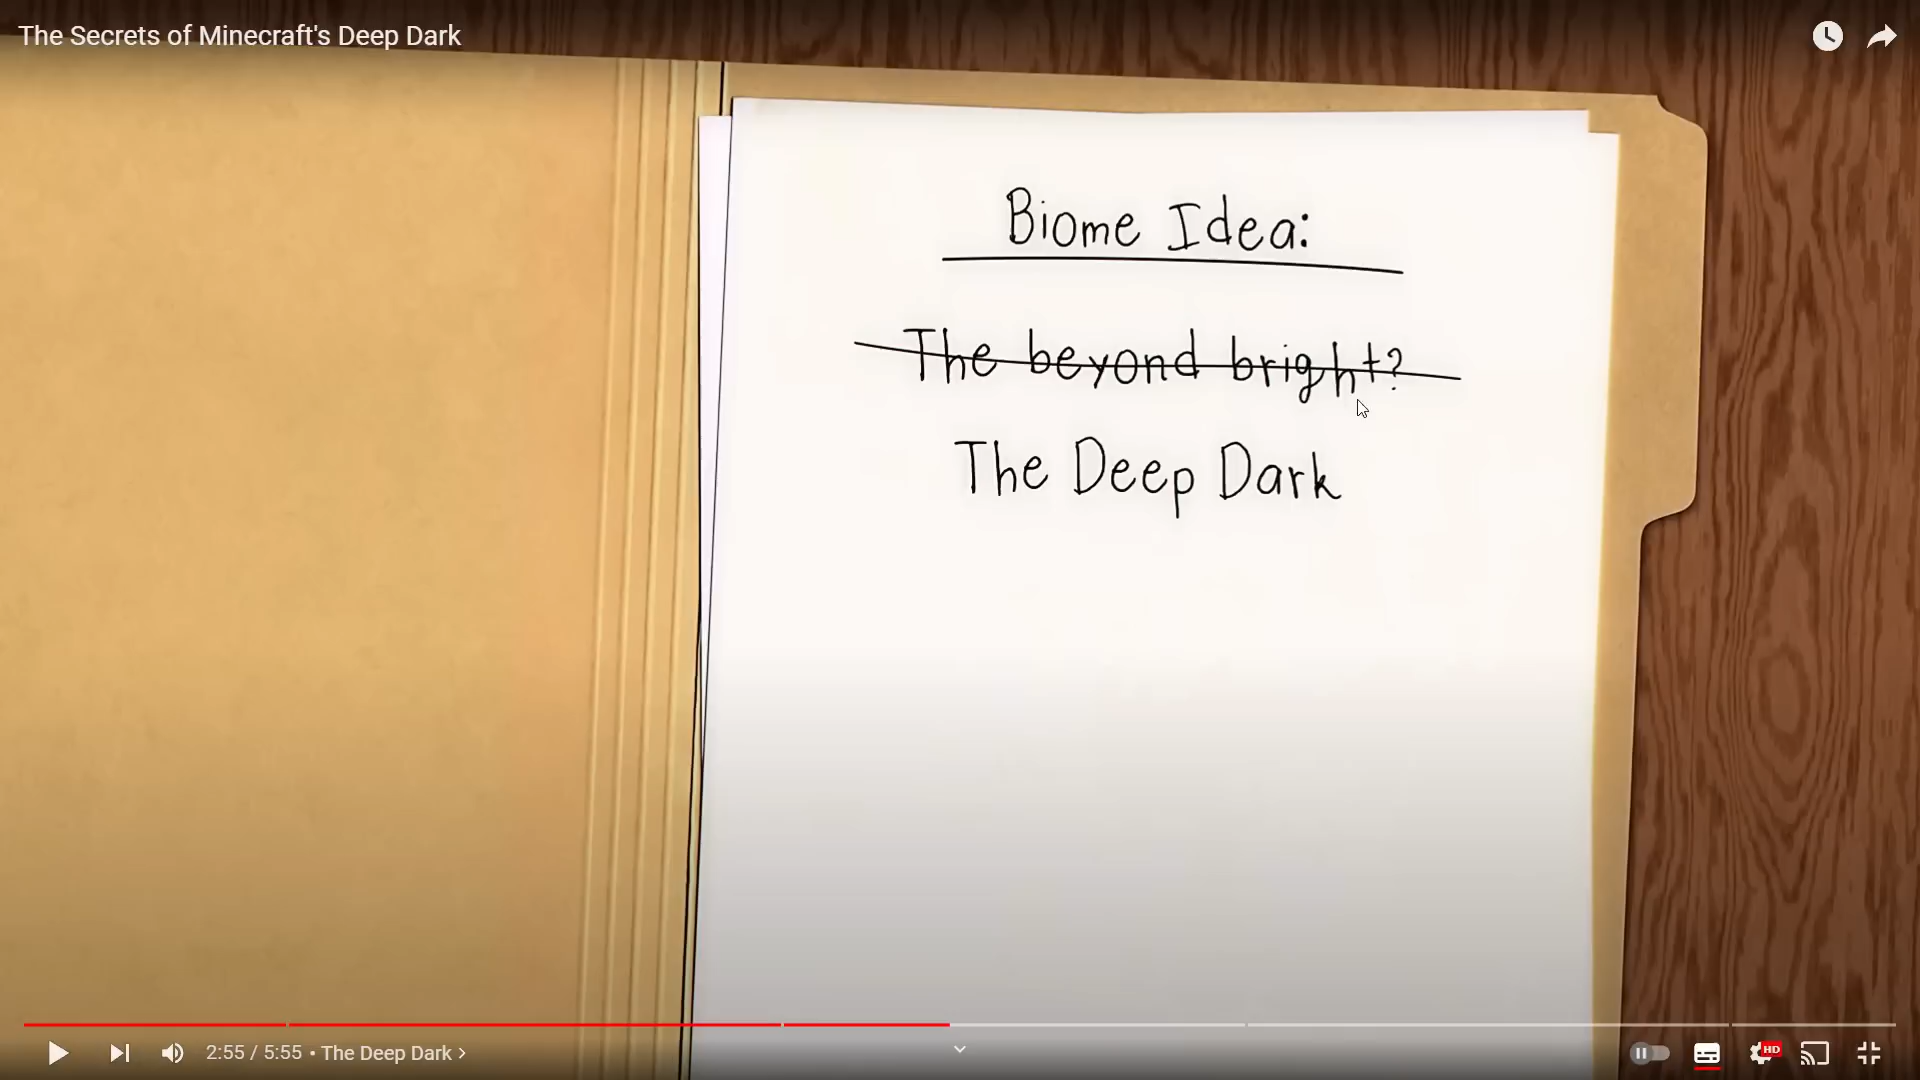 The Secrets of Minecraft's Deep Dark
Biome Idea:
The beyond bright?
The Deep Dark
2:55 / 5:55 • The Deep Dark
HD